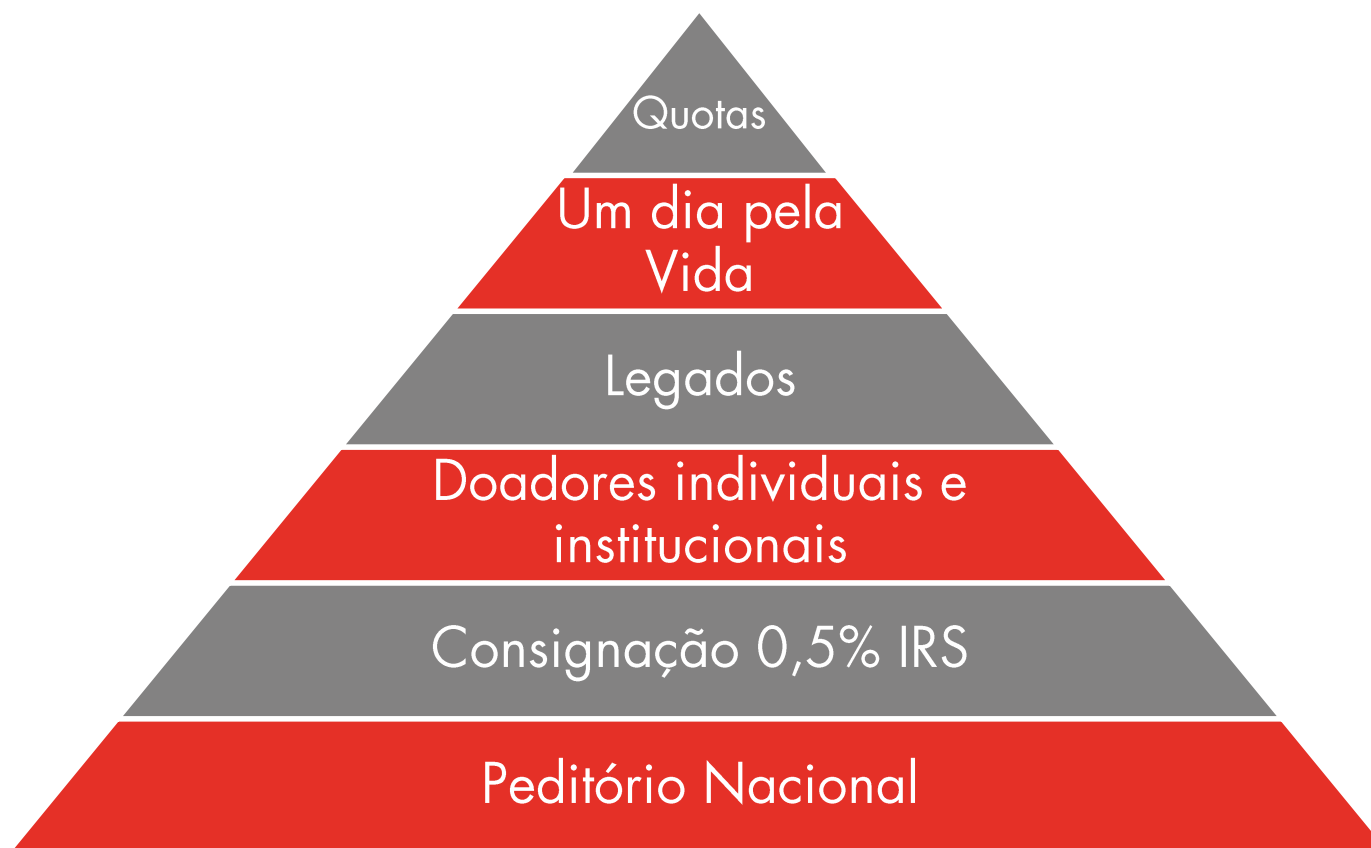 Quotas
Um dia pela
Vida
Legados
Doadores individuais e
institucionais
Consignação 0,5% IRS
Peditório Nacional